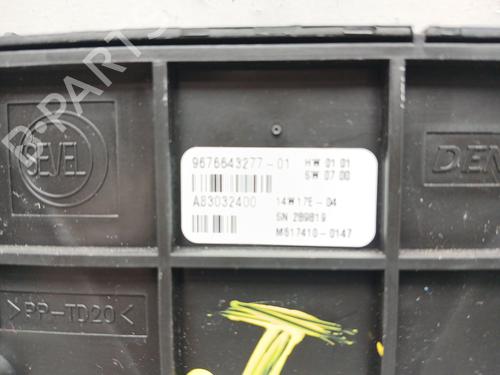 SEVEL
9676643277-01 HW 01 01
SW 07 00
DEN
A83032400 14W17E-04
SN 289819
M517410-0147
>PP-TD20<